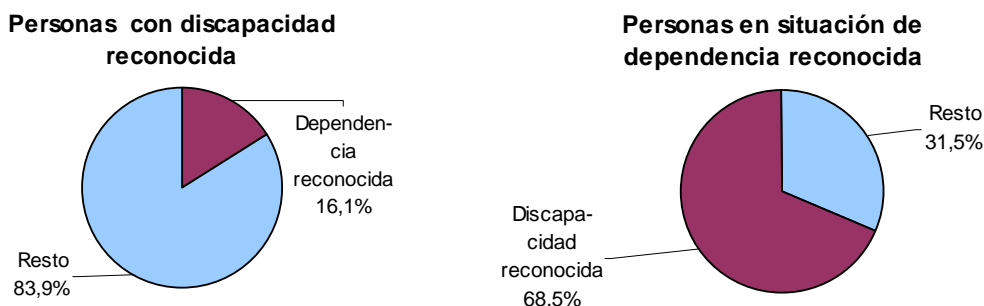 Personas con discapacidad
reconocida
Dependen-
cia
reconocida
16,1%
Resto
83,9%
Personas en situación de
dependencia reconocida
Resto
31,5%
Discapa-
cidad
reconocida
68,5%